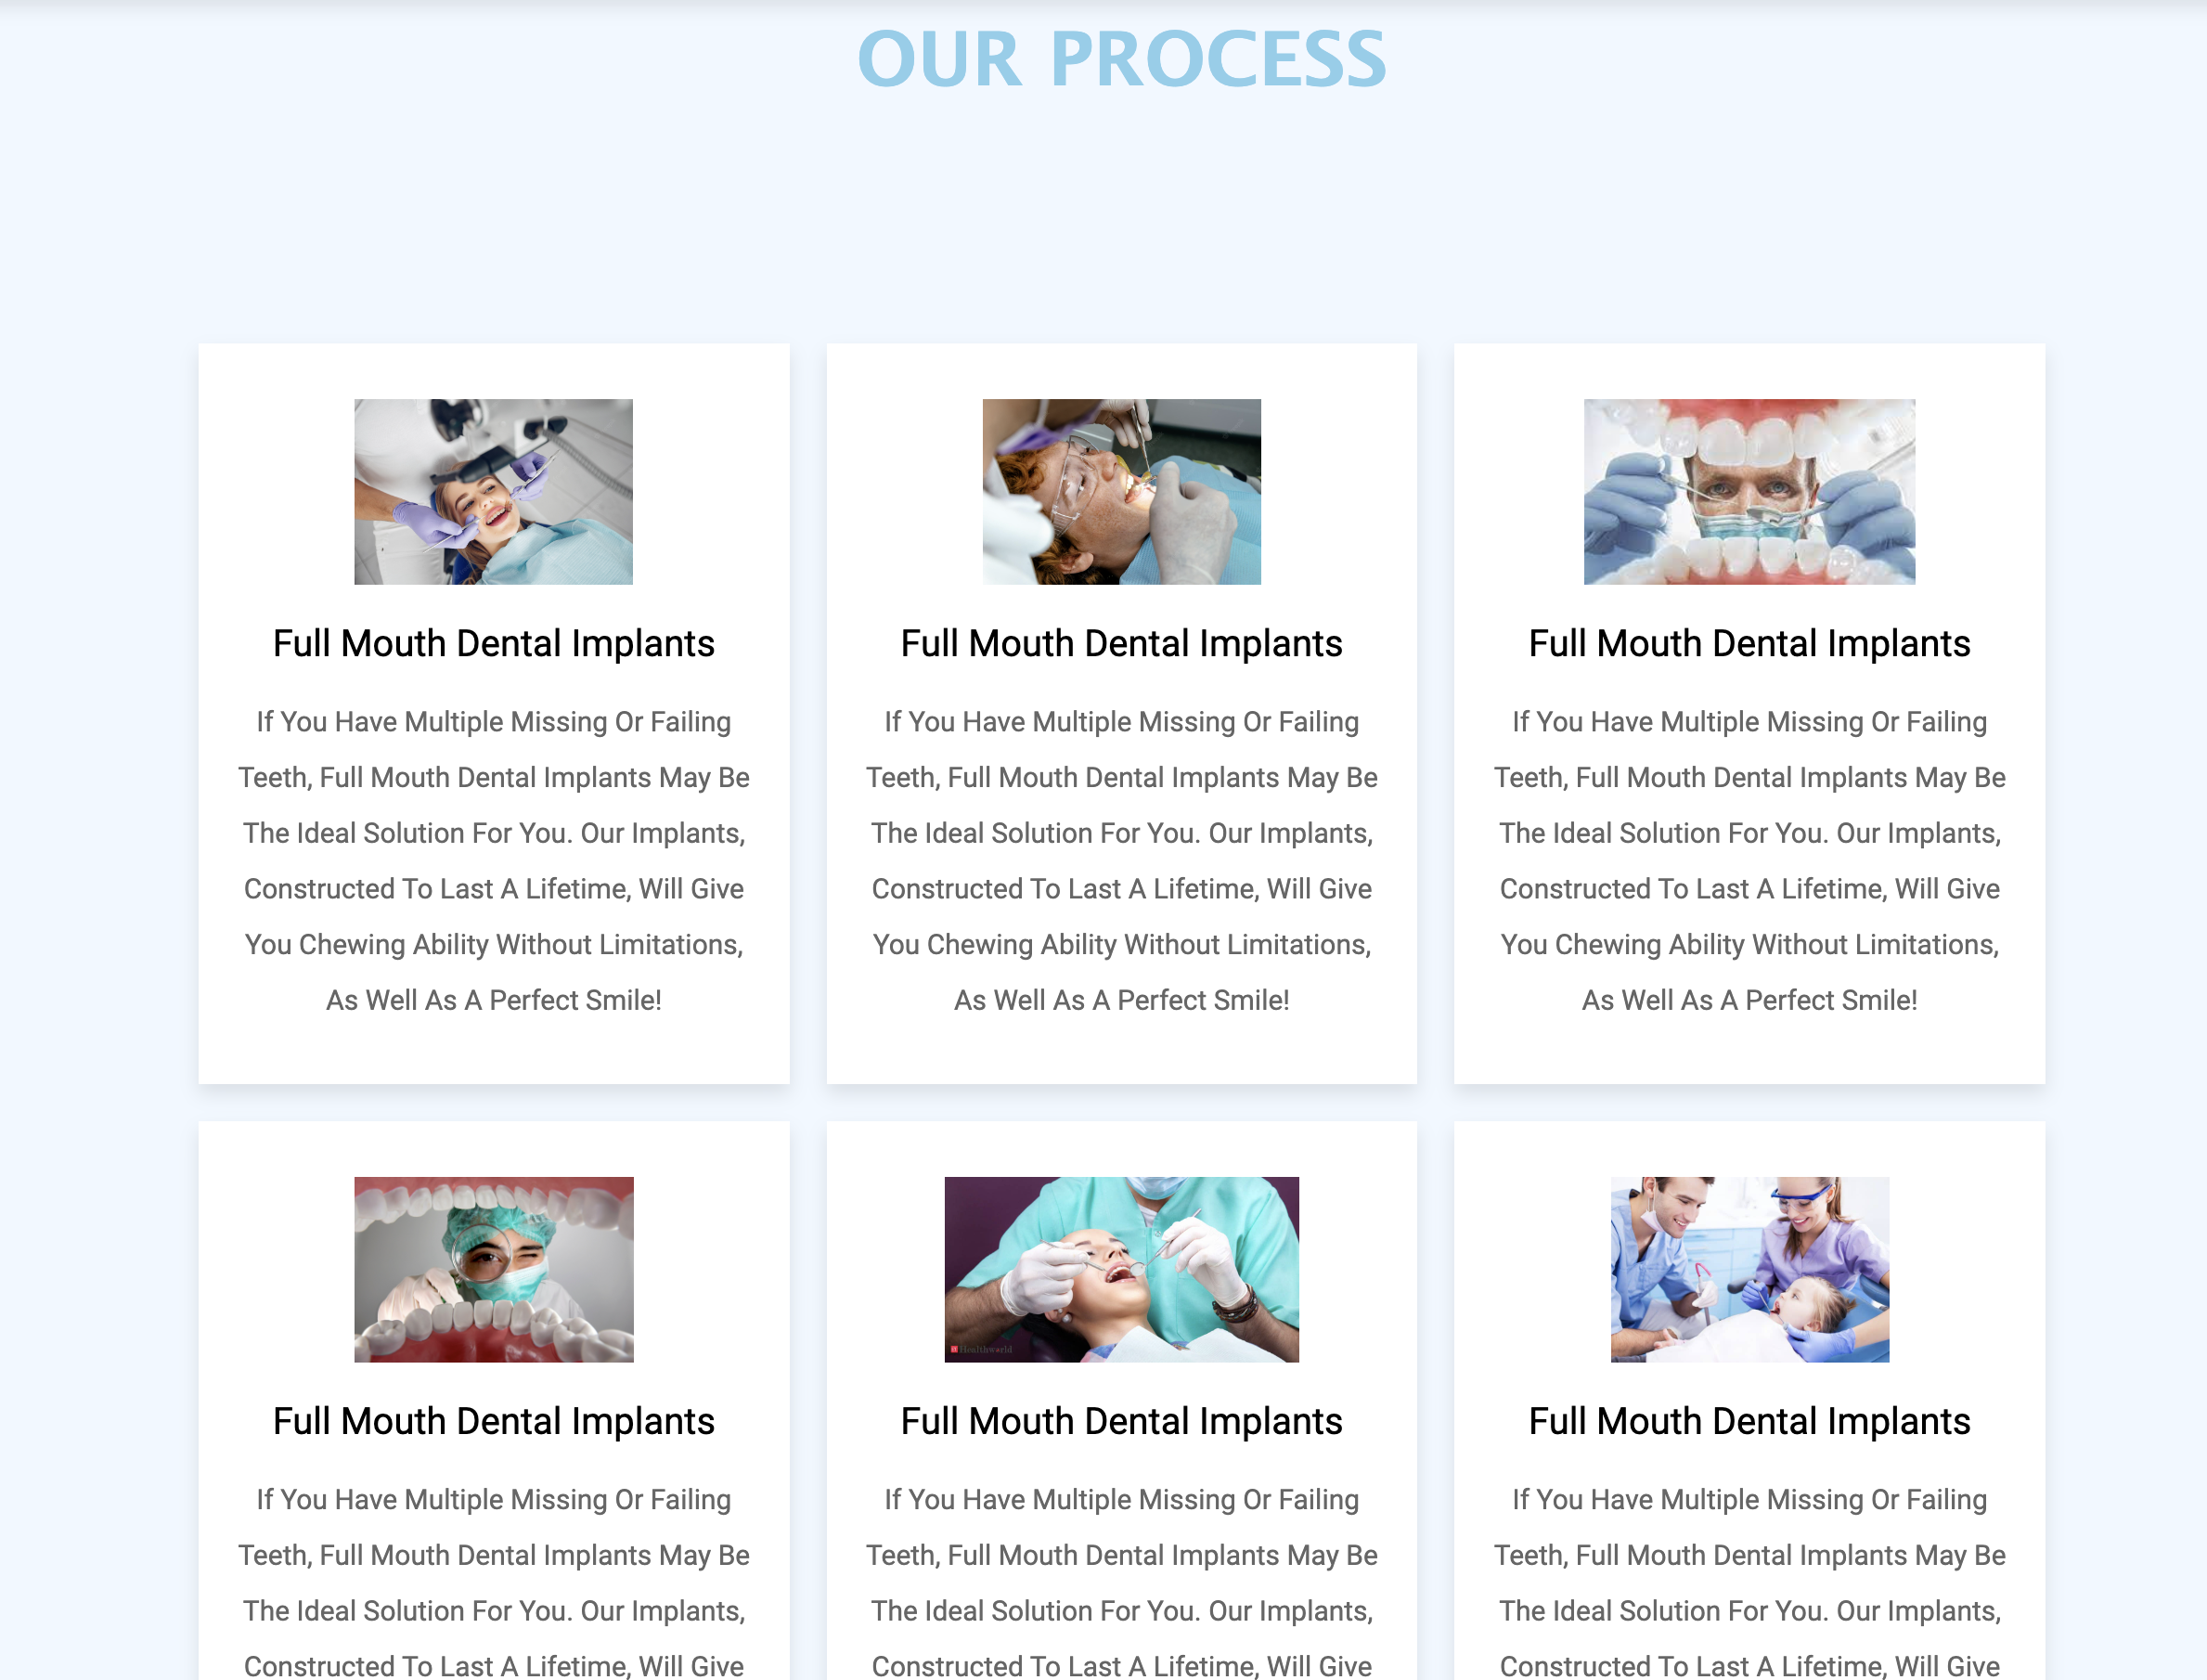 OUR PROCESS
Full Mouth Dental Implants
If You Have Multiple Missing Or Failing
Teeth, Full Mouth Dental Implants May Be
The Ideal Solution For You. Our Implants,
Constructed To Last A Lifetime, Will Give
You Chewing Ability Without Limitations,
As Well As A Perfect Smile!
Full Mouth Dental Implants
If You Have Multiple Missing Or Failing
Teeth, Full Mouth Dental Implants May Be
The Ideal Solution For You. Our Implants,
Constructed To Last A Lifetime, Will Give
You Chewing Ability Without Limitations,
As Well As A Perfect Smile!
Full Mouth Dental Implants
If You Have Multiple Missing Or Failing
Teeth, Full Mouth Dental Implants May Be
The Ideal Solution For You. Our Implants,
Constructed To Last A Lifetime, Will Give
You Chewing Ability Without Limitations,
As Well As A Perfect Smile!
Full Mouth Dental Implants
If You Have Multiple Missing Or Failing
Teeth, Full Mouth Dental Implants May Be
The Ideal Solution For You. Our Implants,
Constructed To Last A Lifetime, Will Give
Healthworld
Full Mouth Dental Implants
If You Have Multiple Missing Or Failing
Teeth, Full Mouth Dental Implants May Be
The Ideal Solution For You. Our Implants,
Constructed To Last A Lifetime, Will Give
Full Mouth Dental Implants
If You Have Multiple Missing Or Failing
Teeth, Full Mouth Dental Implants May Be
The Ideal Solution For You. Our Implants,
Constructed To Last A Lifetime, Will Give